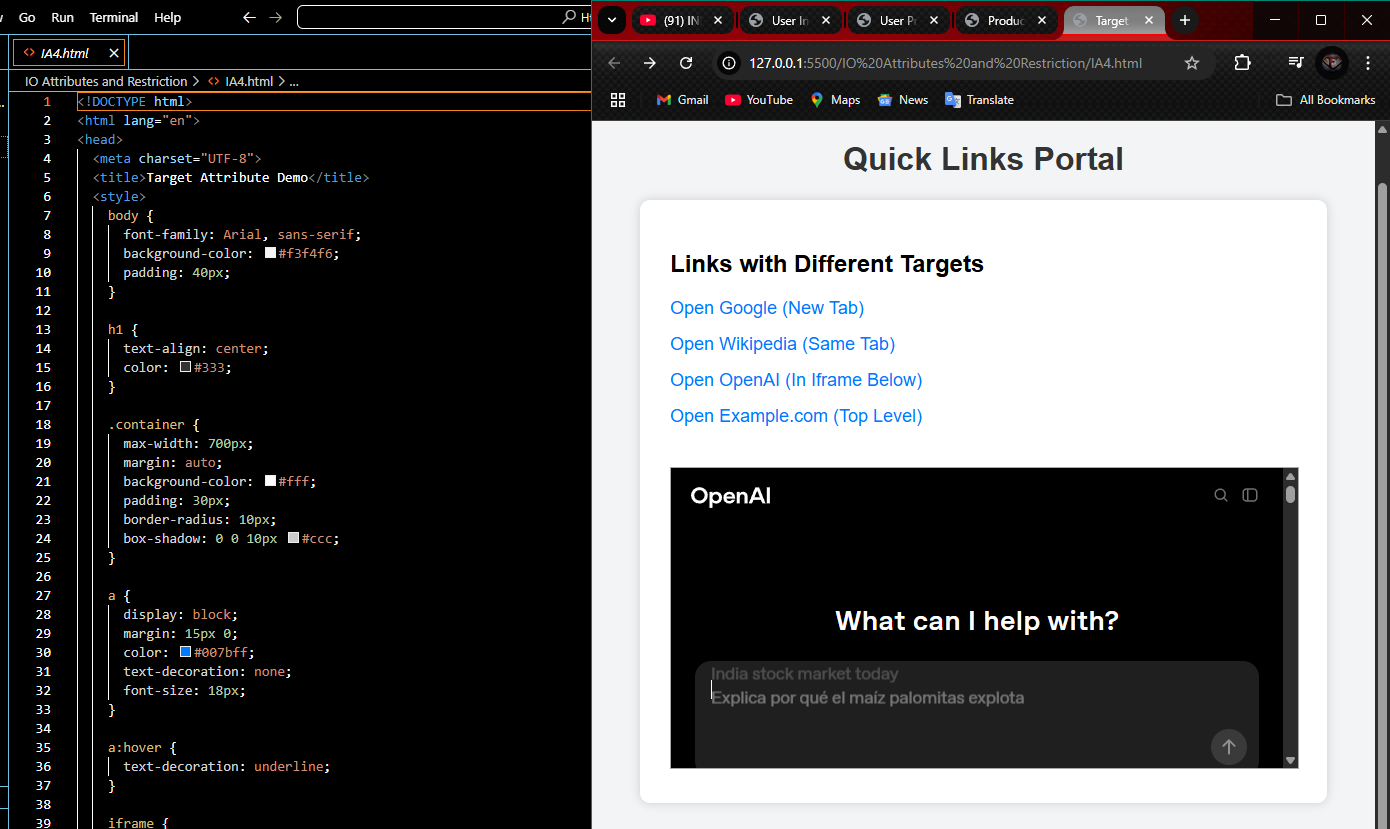 Go Run Terminal Help
IA4.html
IO Attributes and Restriction > IA4.html > ...
1 <!DOCTYPE html>
2 <html lang="en">
3 <head>
4 <meta charset="UTF-8">
5 <title>Target Attribute Demo</title>
6 <style>
7 body {
8 font-family: Arial, sans-serif;
9 background-color: #f3f4f6;
10 padding: 40px;
11 }
12
13 h1 {
14 text-align: center;
15 color: #333;
16 }
17
18 .container {
19 max-width: 700px;
20 margin: auto;
21 background-color: #fff;
22 padding: 30px;
23 border-radius: 10px;
24 box-shadow: 0 0 10px #ccc;
25 }
26
27 a {
28 display: block;
29 margin: 15px 0;
30 color: #007bff;
31 text-decoration: none;
32 font-size: 18px;
33 }
34
35 a:hover {
36 text-decoration: underline;
37 }
38
39 iframe {
(91) IN User In User Pr Produc Target
127.0.0.1:5500/IO%20Attributes%20and%20Restriction/IA4.html
Gmail YouTube Maps News Translate All Bookmarks
Quick Links Portal
Links with Different Targets
Open Google (New Tab)
Open Wikipedia (Same Tab)
Open OpenAI (In Iframe Below)
Open Example.com (Top Level)
OpenAI
What can I help with?
India stock market today
Explica por qué el maíz palomitas explota